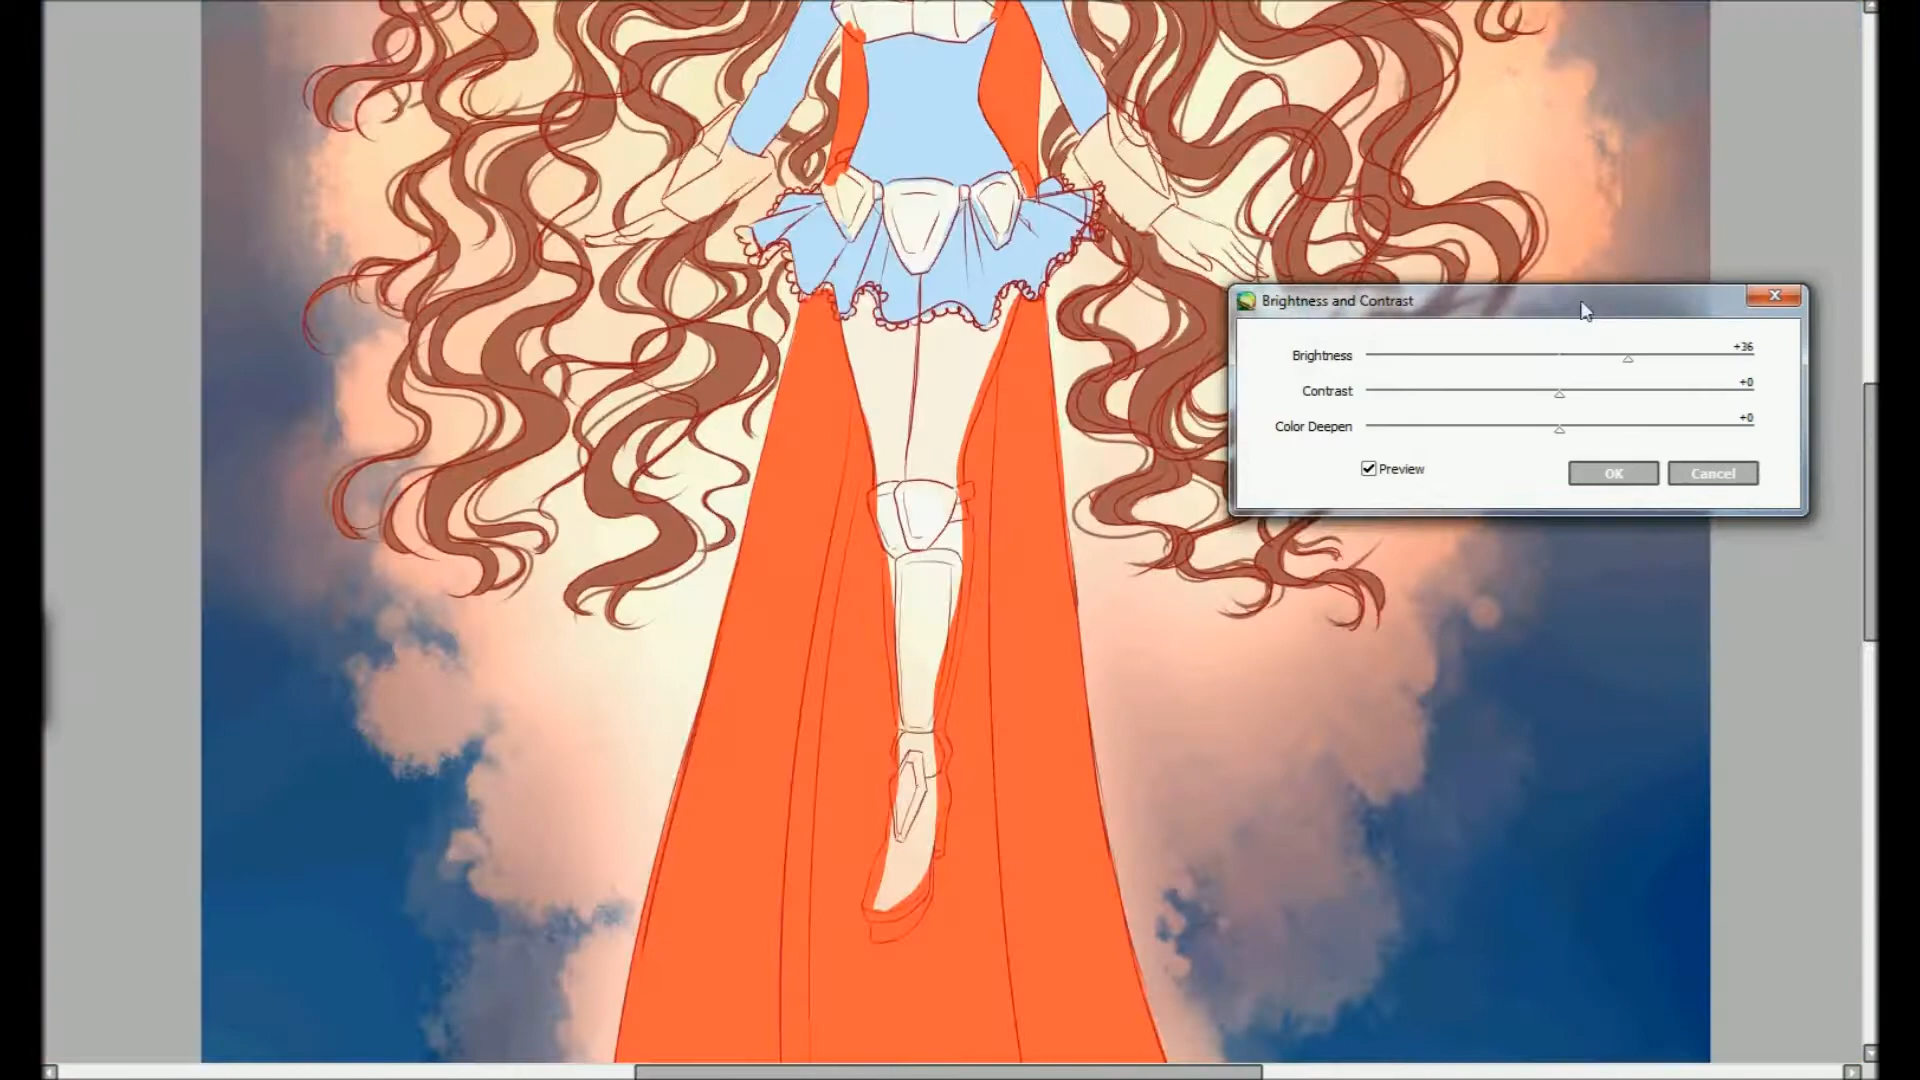 Brightness and Contrast
Brightness +36
Contrast +0
Color Deepen +0
Preview OK Cancel